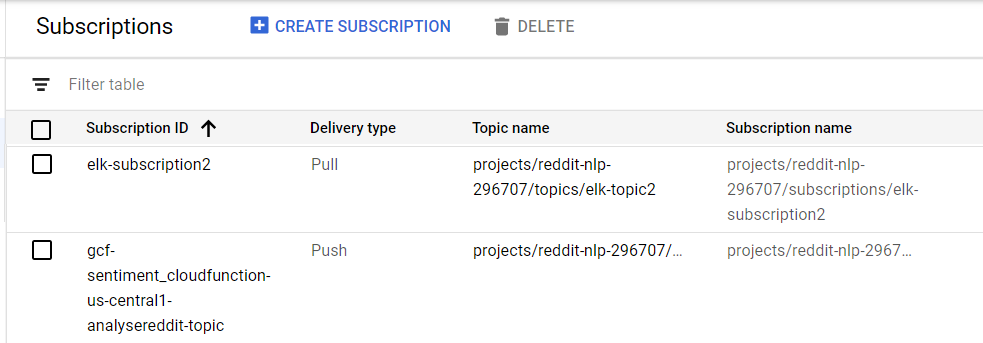 Subscriptions CREATE SUBSCRIPTION DELETE
Filter table
Subscription ID Delivery type Topic name Subscription name
elk-subscription2 Pull projects/reddit-nlp- projects/reddit-nlp-
296707/topics/elk-topic2 296707/subscriptions/elk-
subscription2
gcf- Push projects/reddit-nlp-296707/… projects/reddit-nlp-2967…
sentiment_cloudfunction-
us-central1-
analysereddit-topic